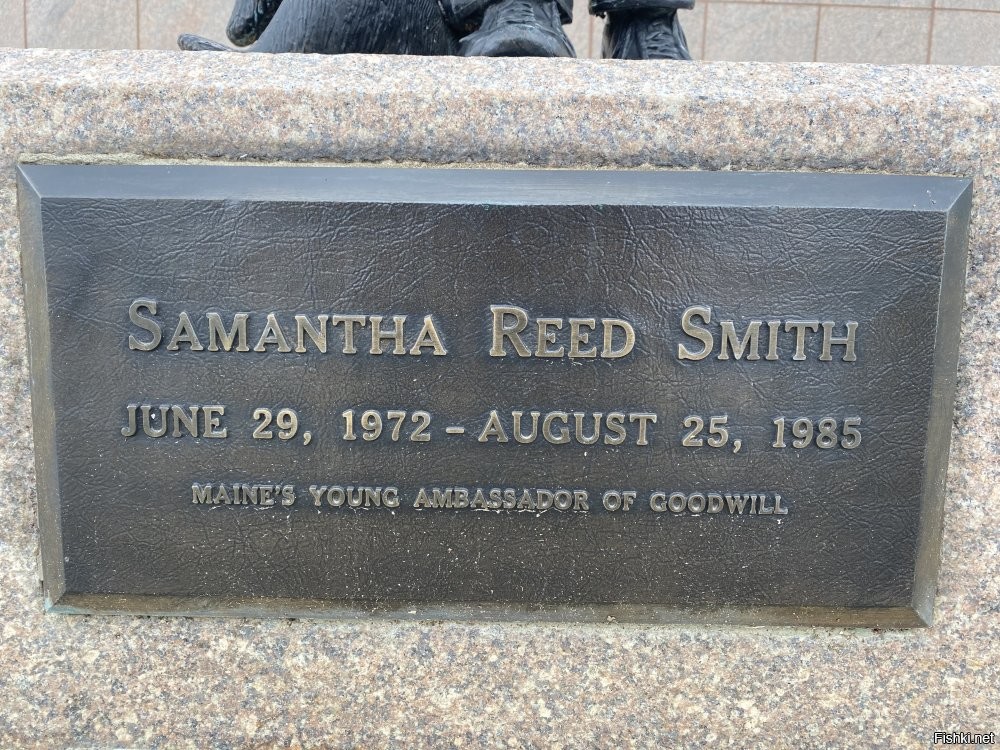 Samantha Reed Smith
June 29, 1972 – August 25, 1985
Maine's Young Ambassador of Goodwill
Fishki.net